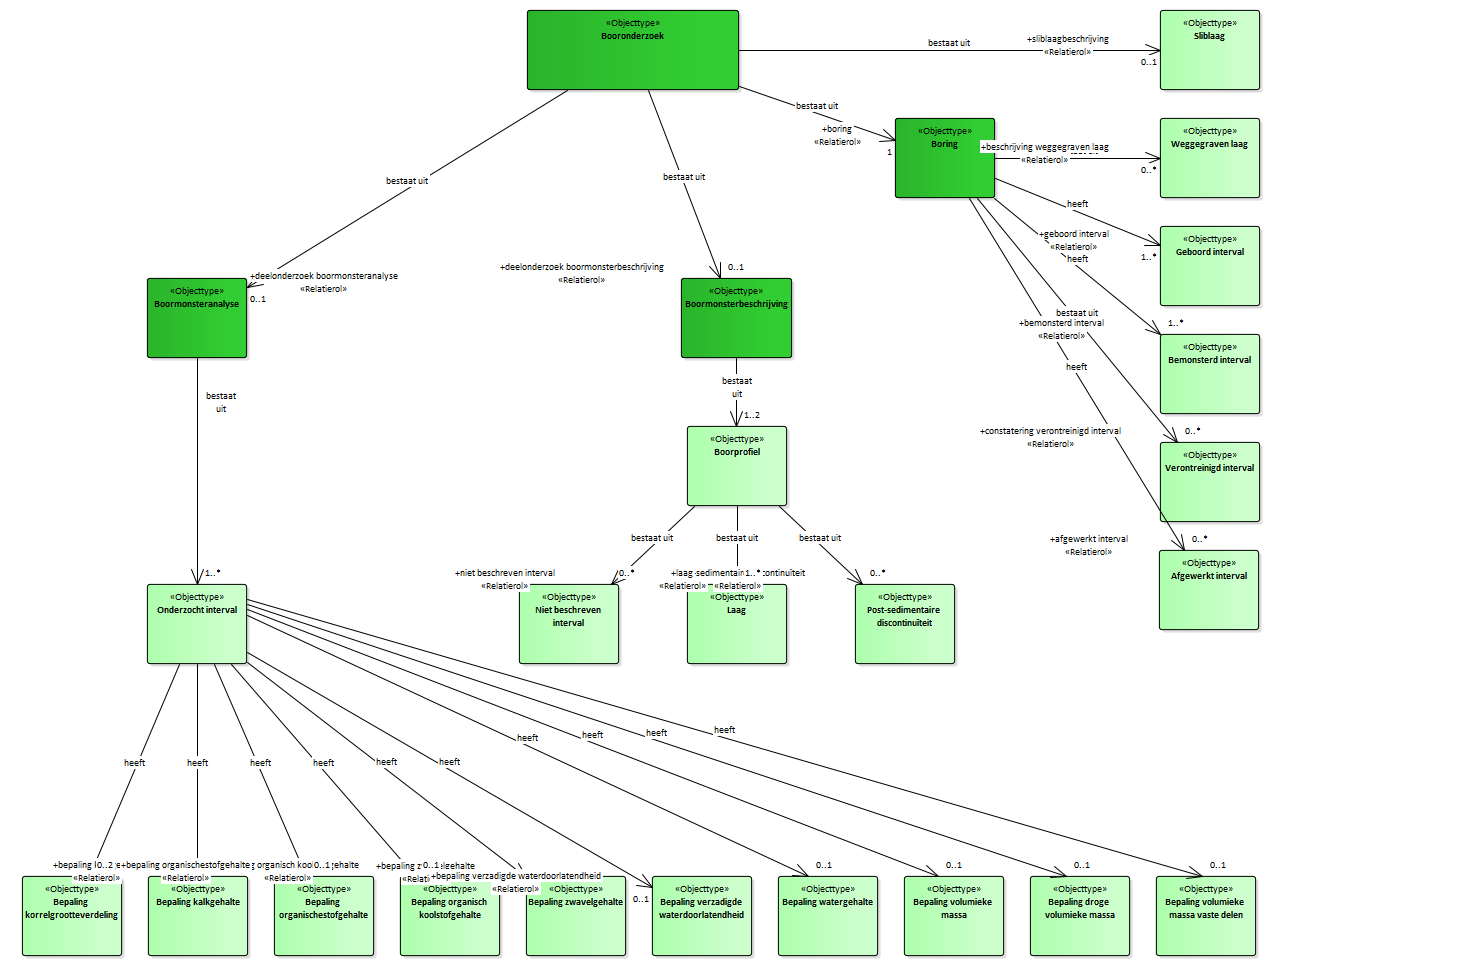 «Objecttype»
Booronderzoek
«Objecttype»
Sliblaag
bestaat uit
+sliblaagbeschrijving
«Relatierol»
0..1
bestaat uit
+boring
«Relatierol»
1
«Objecttype»
Boring
+beschrijving weggegraven laag
«Relatierol»
0..*
«Objecttype»
Weggegraven laag
bestaat uit
bestaat uit
heeft
+geboord interval
«Relatierol»
1..*
«Objecttype»
Geboord interval
heeft
+deelonderzoek boormonsteranalyse
«Relatierol»
0..1
+deelonderzoek boormonsterbeschrijving
«Relatierol»
0..1
«Objecttype»
Boormonsteranalyse
«Objecttype»
Boormonsterbeschrijving
bestaat uit
+bemonsterd interval
«Relatierol»
1..*
«Objecttype»
Bemonsterd interval
heeft
bestaat
uit
bestaat
uit
1..2
+constatering verontreinigd interval
«Relatierol»
0..*
«Objecttype»
Boorprofiel
«Objecttype»
Verontreinigd interval
bestaat uit
bestaat uit
bestaat uit
+afgewerkt interval
«Relatierol»
0..*
«Objecttype»
Afgewerkt interval
1..*
+niet beschreven interval
«Relatierol»
0..*
+laag
«Relatierol»
1..*
«Relatierol»
0..*
«Objecttype»
Onderzocht interval
«Objecttype»
Niet beschreven
interval
«Objecttype»
Laag
«Objecttype»
Post-sedimentaire
discontinuïteit
heeft
heeft
heeft
heeft
heeft
heeft
heeft
heeft
heeft
heeft
+bepaling
0..2
+bepaling organischestofgehalte
organisch
0..1
+bepaling
0..1
0..1
0..1
0..1
0..1
«Relatierol»
«Relatierol»
«Relatierol»
+bepaling verzadigde waterdoorlatendheid
«Relatierol»
0..1
«Objecttype»
Bepaling
korrelgrootteverdeling
«Objecttype»
Bepaling kalkgehalte
«Objecttype»
Bepaling
organischestofgehalte
«Objecttype»
Bepaling organisch
koolstofgehalte
«Objecttype»
Bepaling zwavelgehalte
«Objecttype»
Bepaling verzadigde
waterdoorlatendheid
«Objecttype»
Bepaling watergehalte
«Objecttype»
Bepaling volumieke
massa
«Objecttype»
Bepaling droge
volumieke massa
«Objecttype»
Bepaling volumieke
massa vaste delen